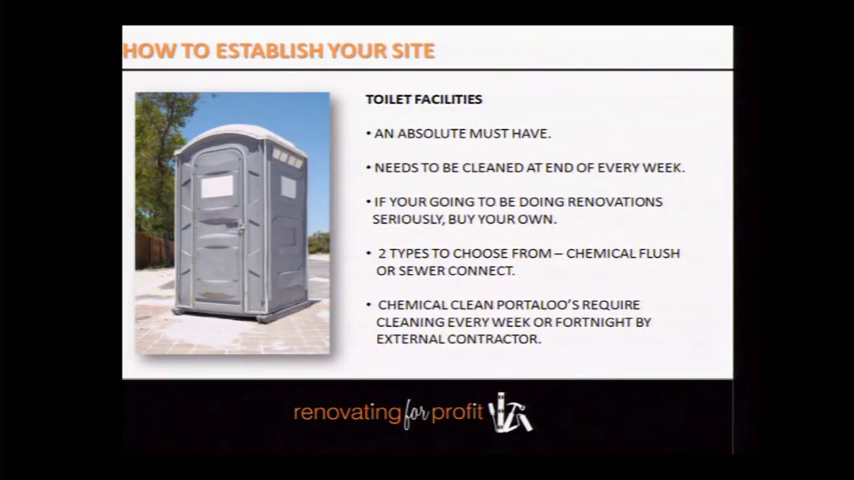 HOW TO ESTABLISH YOUR SITE
TOILET FACILITIES
• AN ABSOLUTE MUST HAVE.
• NEEDS TO BE CLEANED AT END OF EVERY WEEK.
• IF YOUR GOING TO BE DOING RENOVATIONS
SERIOUSLY, BUY YOUR OWN.
• 2 TYPES TO CHOOSE FROM – CHEMICAL FLUSH
OR SEWER CONNECT.
• CHEMICAL CLEAN PORTALOO'S REQUIRE
CLEANING EVERY WEEK OR FORTNIGHT BY
EXTERNAL CONTRACTOR.
renovating for profit